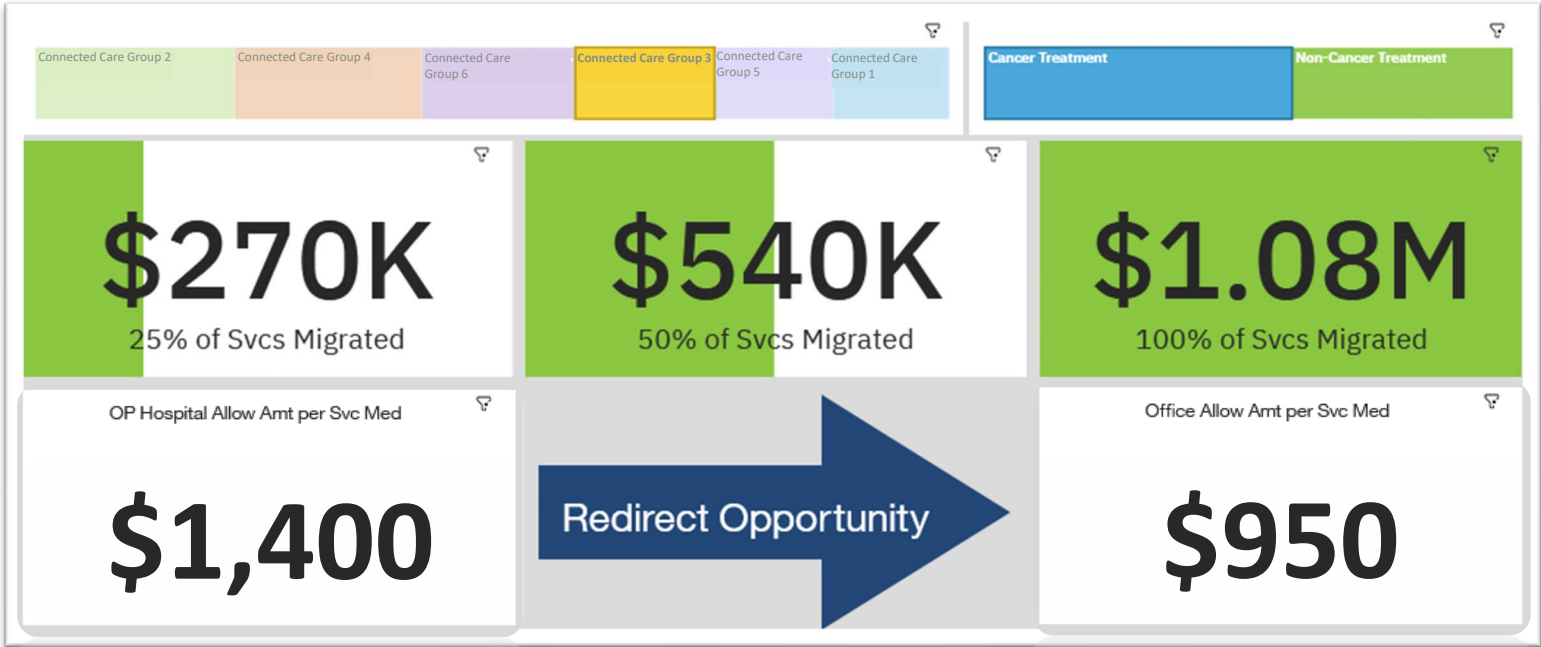 Connected Care Group 2
Connected Care Group 4
Connected Care
Group 6
Connected Care Group 3
Connected Care
Group 5
Connected Care
Group 1
Cancer Treatment
Non-Cancer Treatment
$270K
25% of Svcs Migrated
$540K
50% of Svcs Migrated
$1.08M
100% of Svcs Migrated
OP Hospital Allow Amt per Svc Med
$1,400
Redirect Opportunity
Office Allow Amt per Svc Med
$950